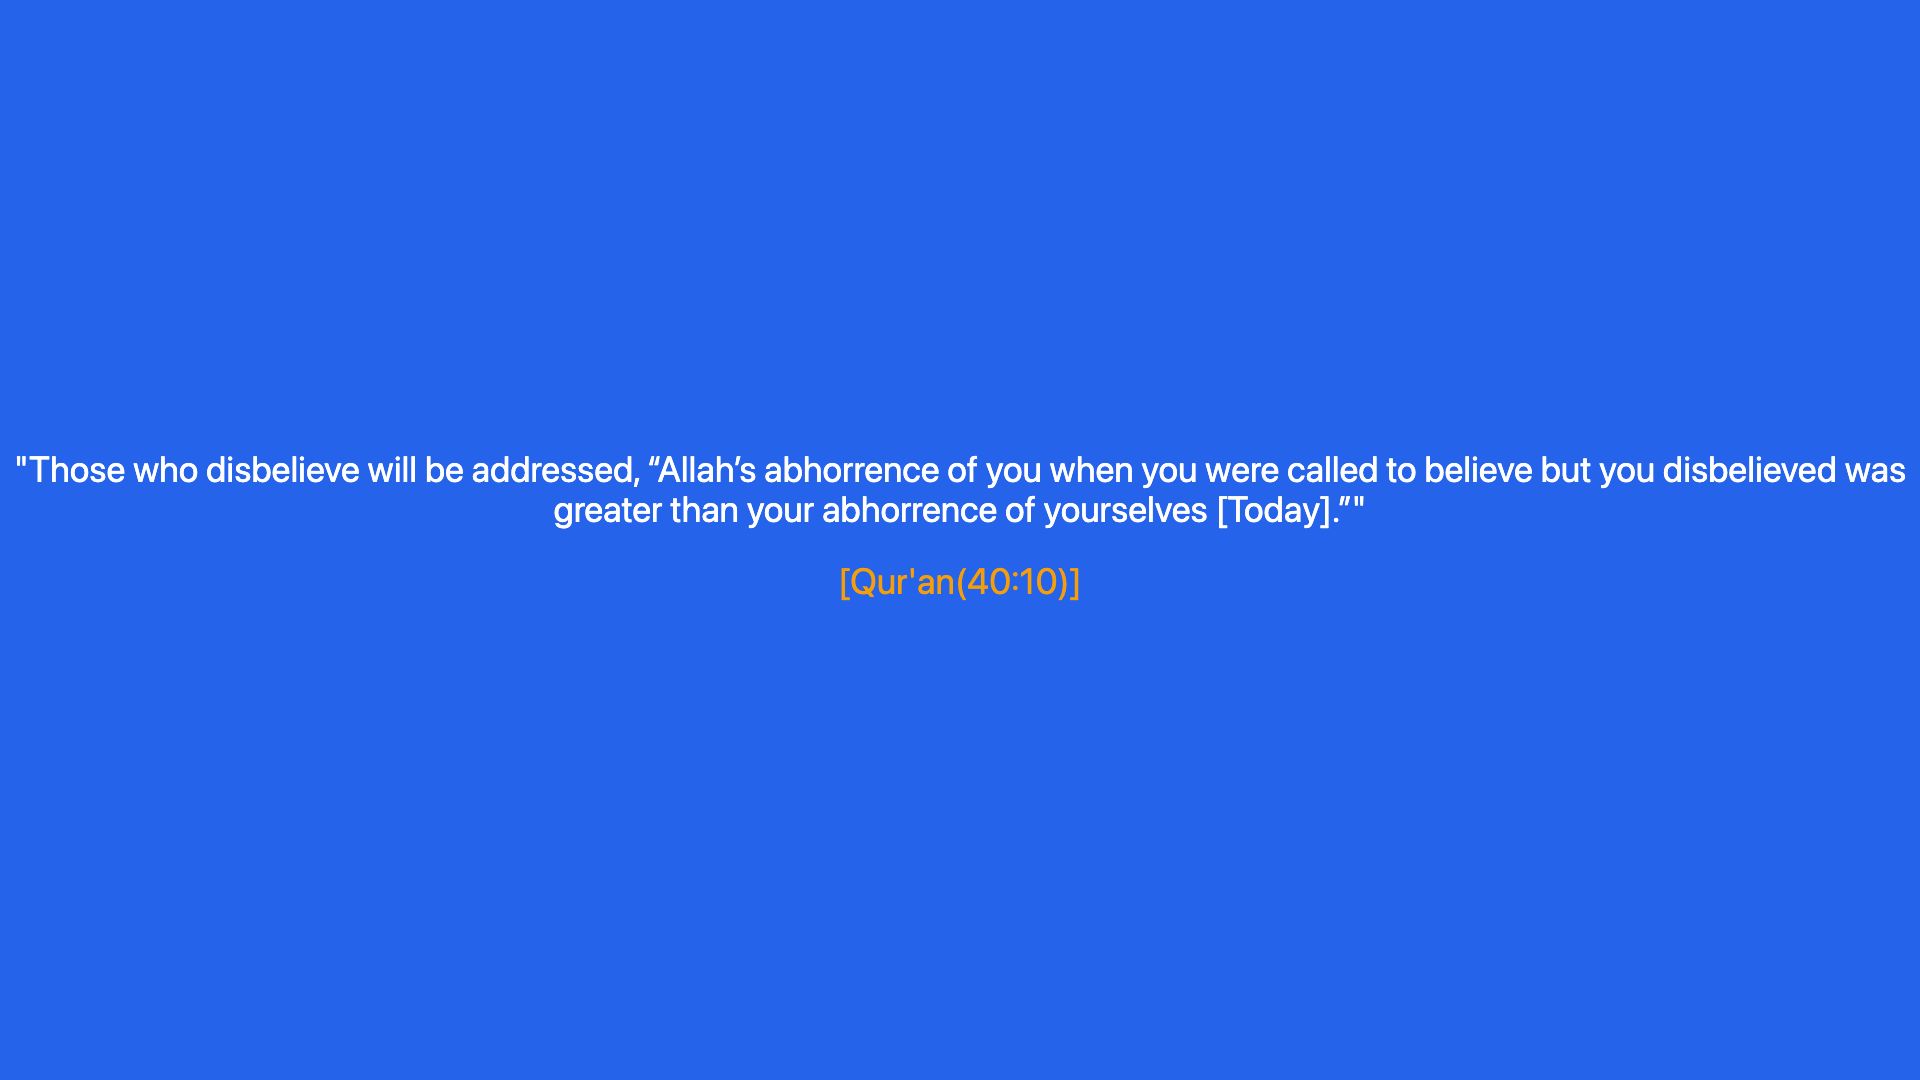 "Those who disbelieve will be addressed, “Allah’s abhorrence of you when you were called to believe but you disbelieved was
greater than your abhorrence of yourselves [Today].”"
[Qur'an(40:10)]